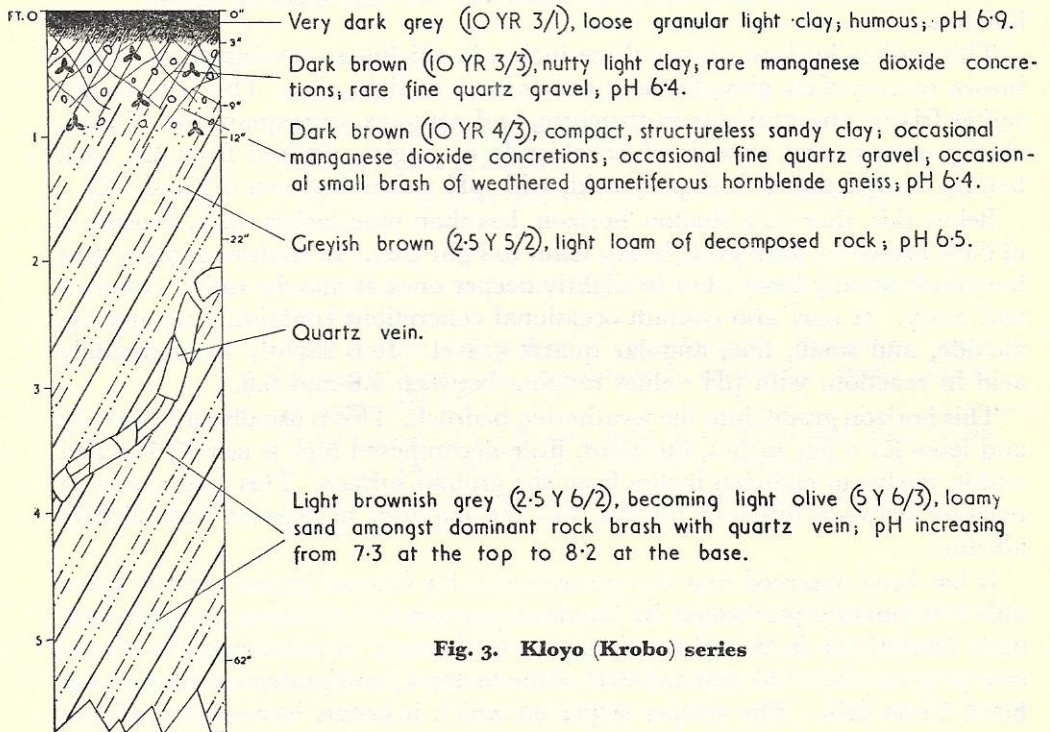 FT. 0
0"
Very dark grey (10 YR 3/1), loose granular light clay; humous; pH 6·9.
3"
Dark brown (10 YR 3/3), nutty light clay; rare manganese dioxide concre-
tions; rare fine quartz gravel; pH 6·4.
9"
1
12"
Dark brown (10 YR 4/3), compact, structureless sandy clay; occasional
manganese dioxide concretions; occasional fine quartz gravel; occasion-
al small brash of weathered garnetiferous hornblende gneiss; pH 6·4.
22"
Greyish brown (2·5 Y 5/2), light loam of decomposed rock; pH 6·5.
2
Quartz vein.
3
Light brownish grey (2·5 Y 6/2), becoming light olive (5 Y 6/3), loamy
sand amongst dominant rock brash with quartz vein; pH increasing
from 7·3 at the top to 8·2 at the base.
4
5
62"
Fig. 3. Kloyo (Krobo) series